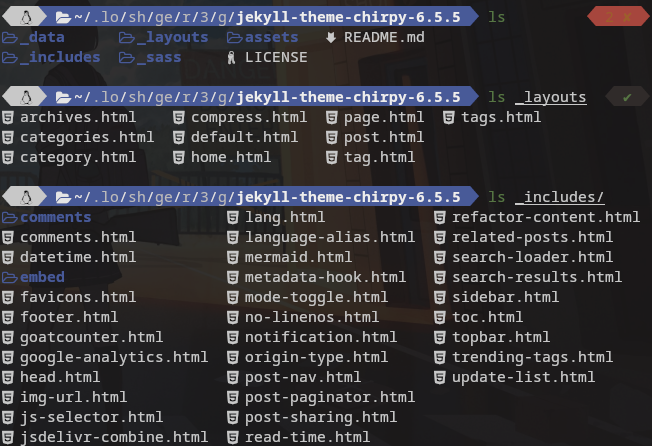 ~/.lo/sh/ge/r/3/g/jekyll-theme-chirpy-6.5.5 ls 2 ✘
_data _layouts assets README.md
_includes _sass LICENSE
~/.lo/sh/ge/r/3/g/jekyll-theme-chirpy-6.5.5 ls _layouts ✔
archives.html compress.html page.html tags.html
categories.html default.html post.html
category.html home.html tag.html
~/.lo/sh/ge/r/3/g/jekyll-theme-chirpy-6.5.5 ls _includes/
comments lang.html refactor-content.html
comments.html language-alias.html related-posts.html
datetime.html mermaid.html search-loader.html
embed metadata-hook.html search-results.html
favicons.html mode-toggle.html sidebar.html
footer.html no-linenos.html toc.html
goatcounter.html notification.html topbar.html
google-analytics.html origin-type.html trending-tags.html
head.html post-nav.html update-list.html
img-url.html post-paginator.html
js-selector.html post-sharing.html
jsdelivr-combine.html read-time.html